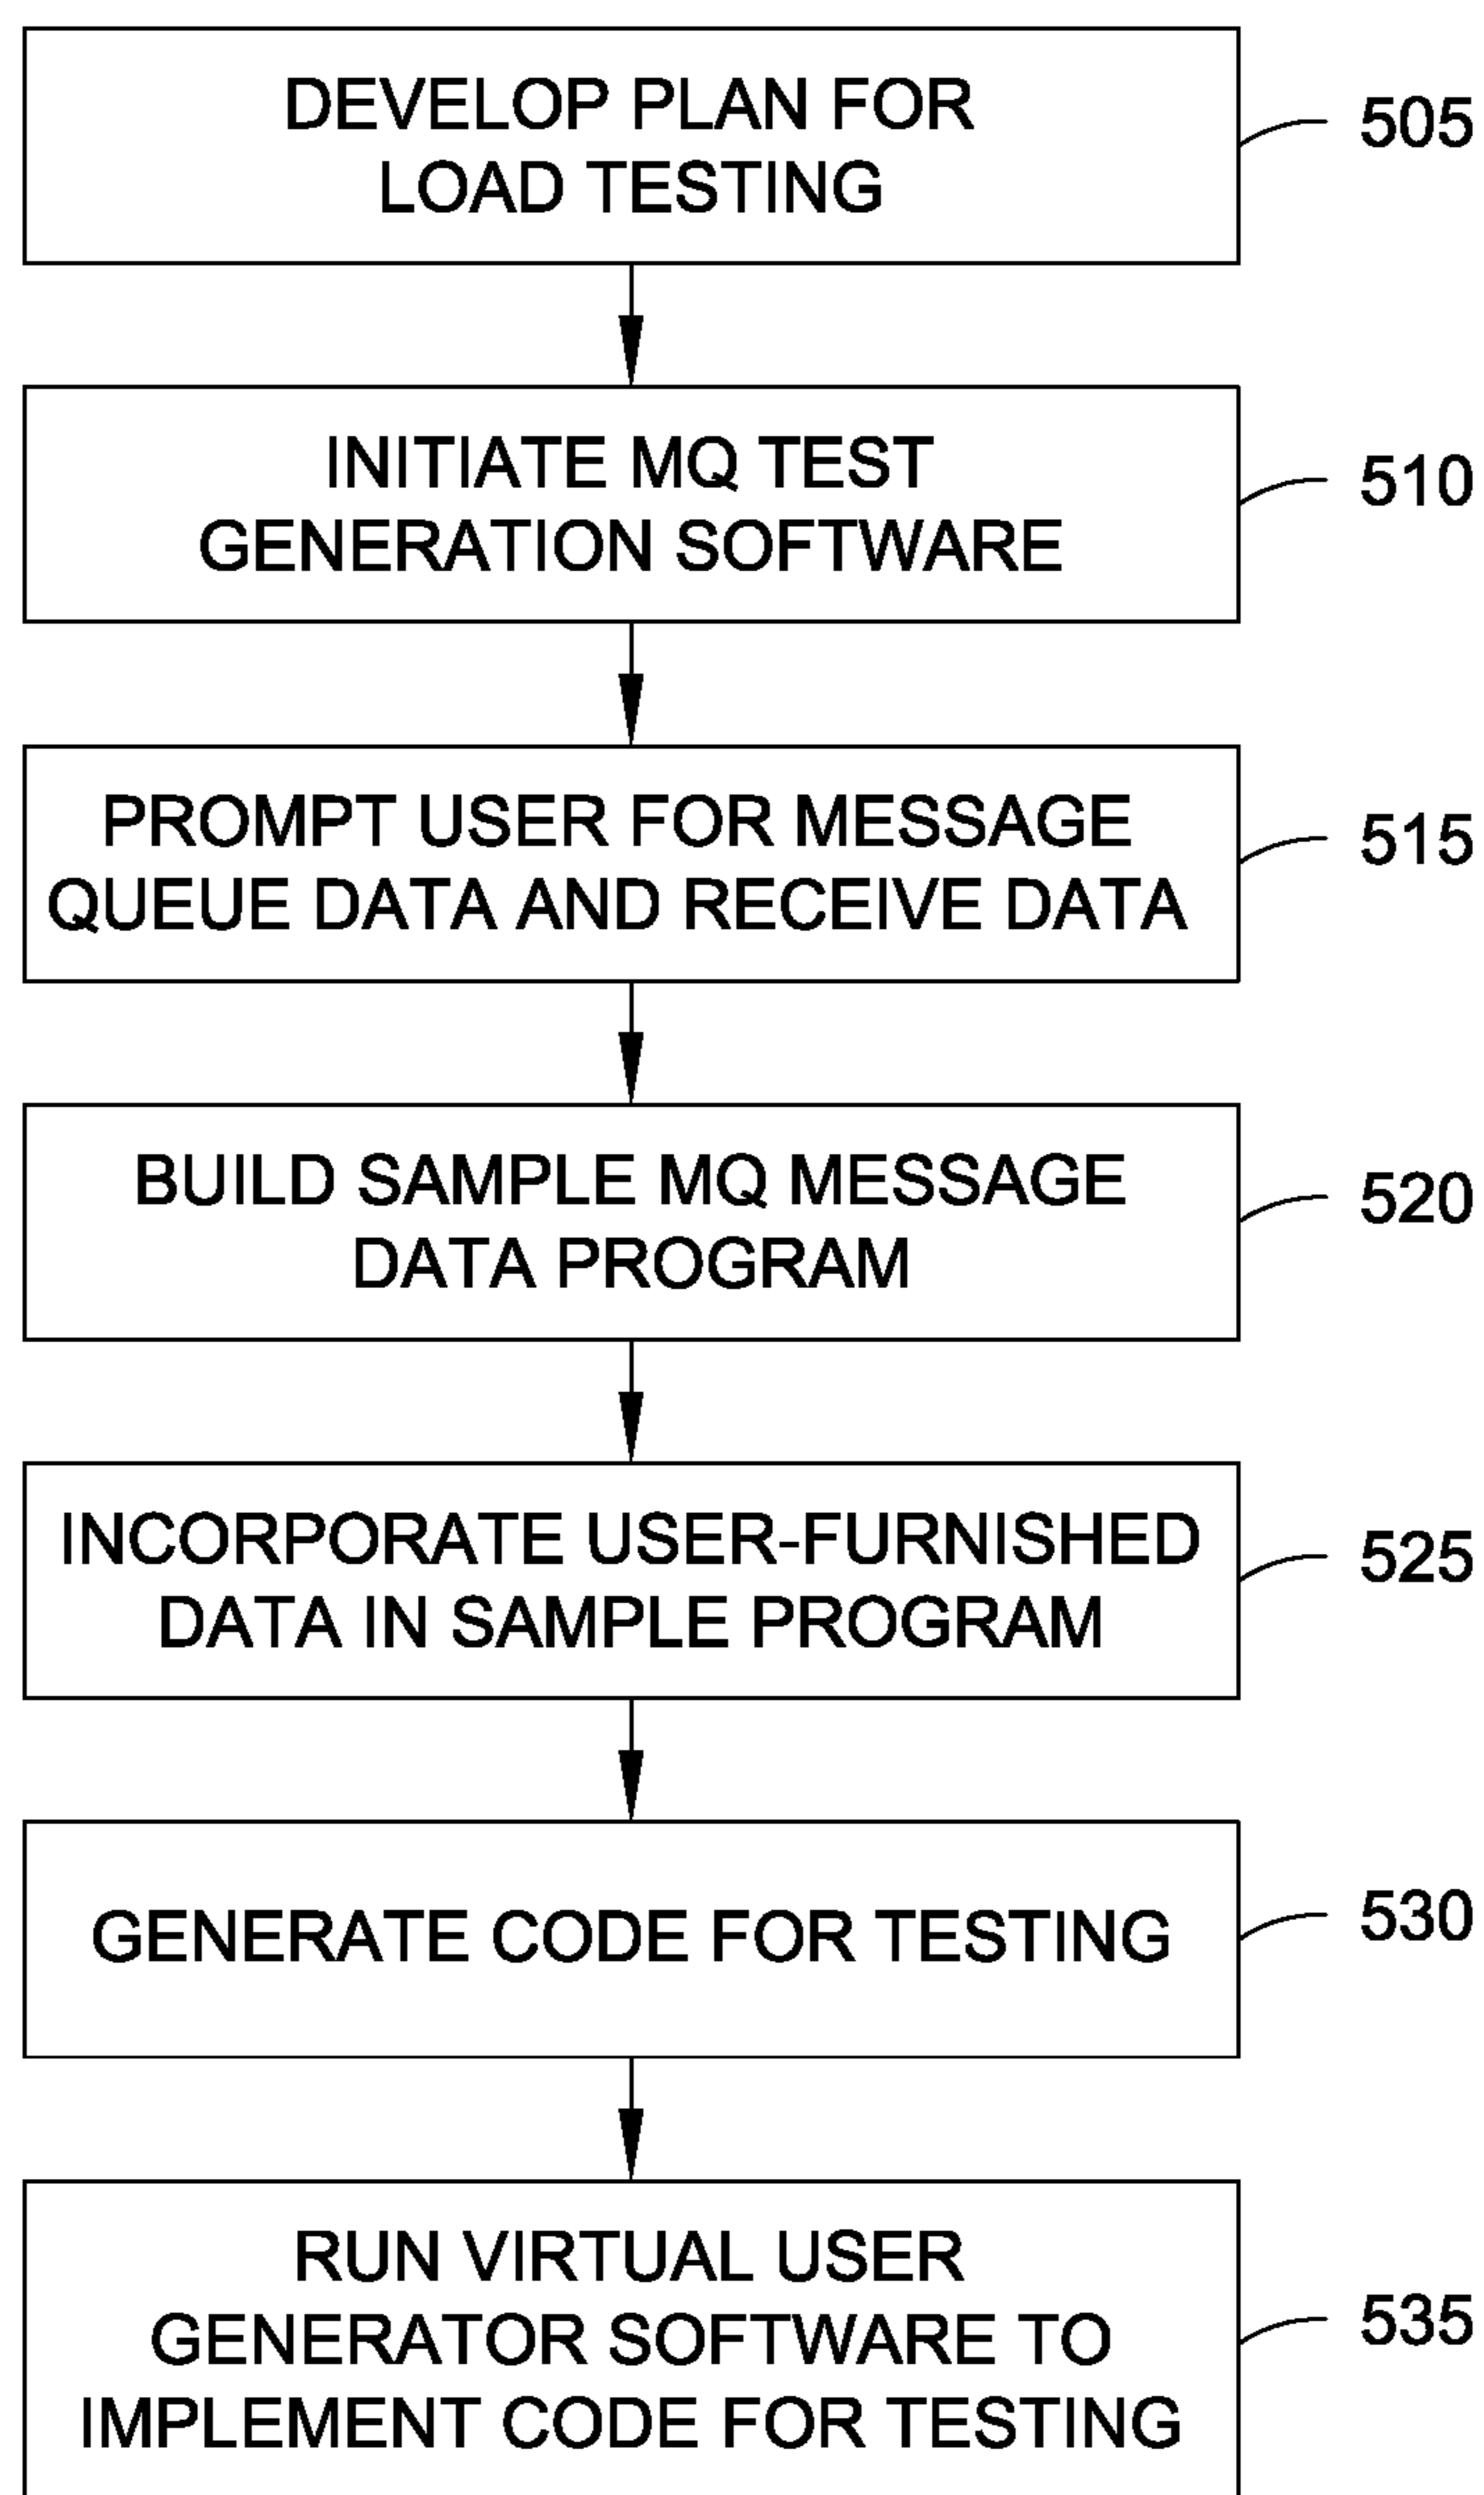 DEVELOP PLAN FOR
LOAD TESTING
505
INITIATE MQ TEST
GENERATION SOFTWARE
510
PROMPT USER FOR MESSAGE
QUEUE DATA AND RECEIVE DATA
515
BUILD SAMPLE MQ MESSAGE
DATA PROGRAM
520
INCORPORATE USER-FURNISHED
DATA IN SAMPLE PROGRAM
525
GENERATE CODE FOR TESTING
530
RUN VIRTUAL USER
GENERATOR SOFTWARE TO
IMPLEMENT CODE FOR TESTING
535